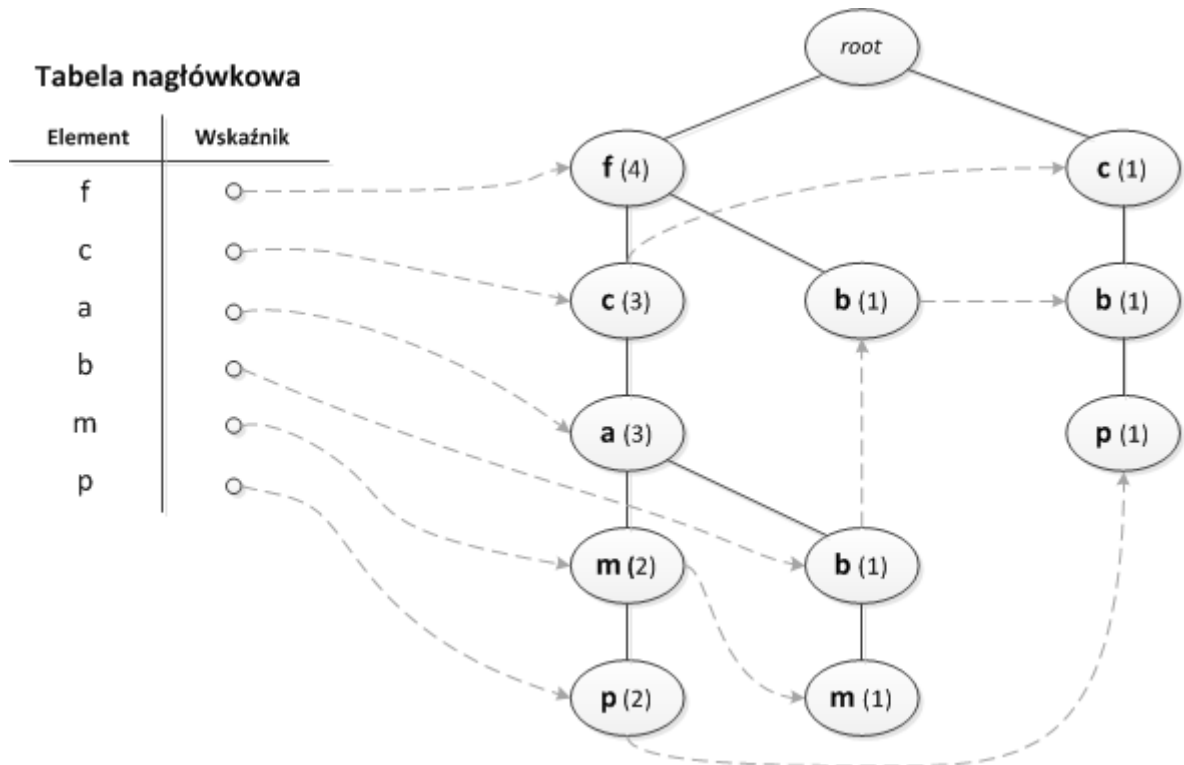 root
Tabela nagłówkowa
Element Wskaźnik
f
c
a
b
m
p
f (4) c (1)
c (3) b (1) b (1)
a (3) p (1)
m (2) b (1)
p (2) m (1)